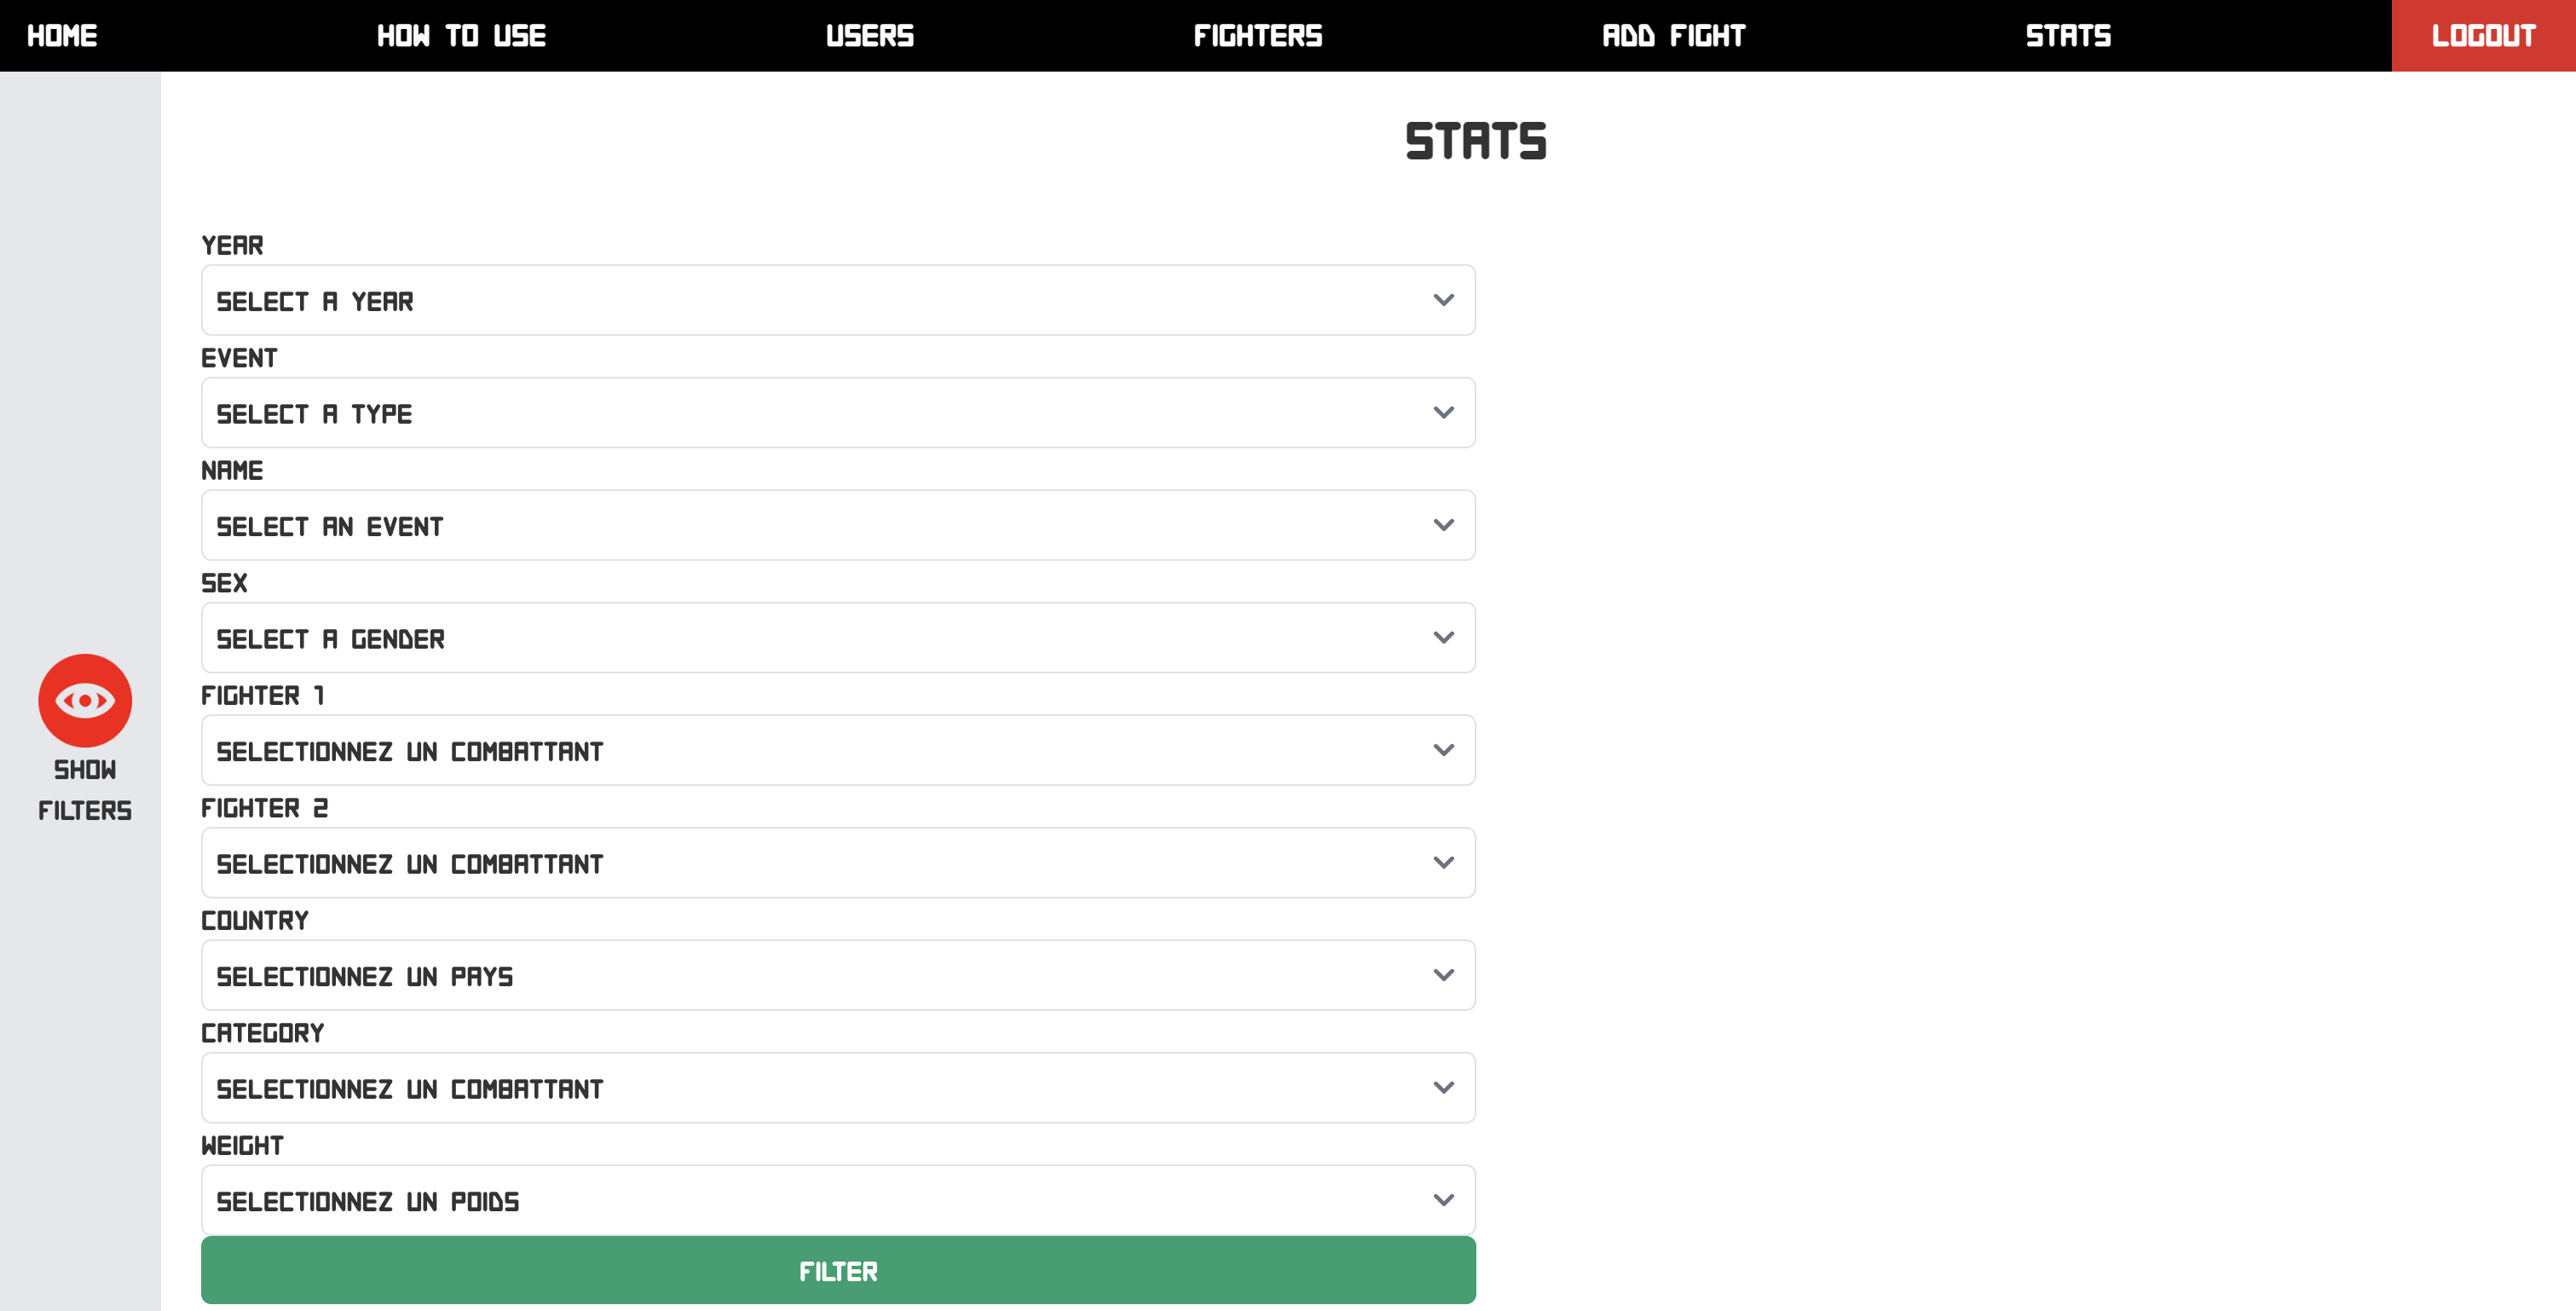 HOME HOW TO USE USERS FIGHTERS ADD FIGHT STATS LOGOUT
STATS
YEAR
SELECT A YEAR
EVENT
SELECT A TYPE
NAME
SELECT AN EVENT
SEX
SELECT A GENDER
FIGHTER 1
SELECTIONNEZ UN COMBATTANT
FIGHTER 2
SELECTIONNEZ UN COMBATTANT
COUNTRY
SELECTIONNEZ UN PAYS
CATEGORY
SELECTIONNEZ UN COMBATTANT
WEIGHT
SELECTIONNEZ UN POIDS
FILTER
SHOW
FILTERS